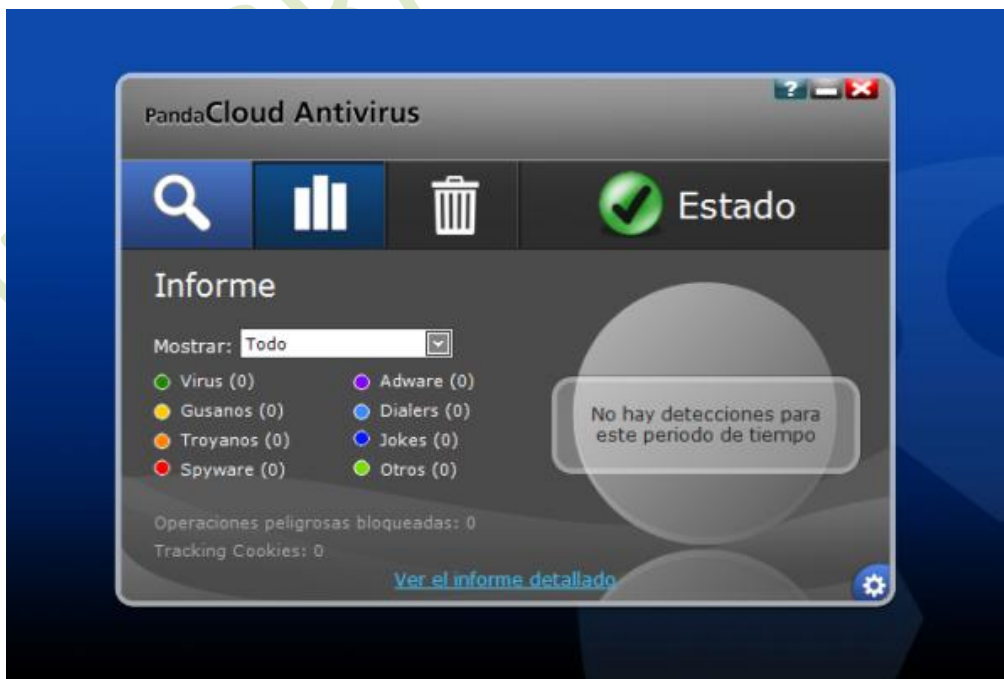 PandaCloud Antivirus
?
Estado
Informe
Mostrar: Todo
Virus (0)
Adware (0)
Gusanos (0)
Dialers (0)
Troyanos (0)
Jokes (0)
Spyware (0)
Otros (0)
No hay detecciones para
este periodo de tiempo
Operaciones peligrosas bloqueadas: 0
Tracking Cookies: 0
Ver el informe detallado